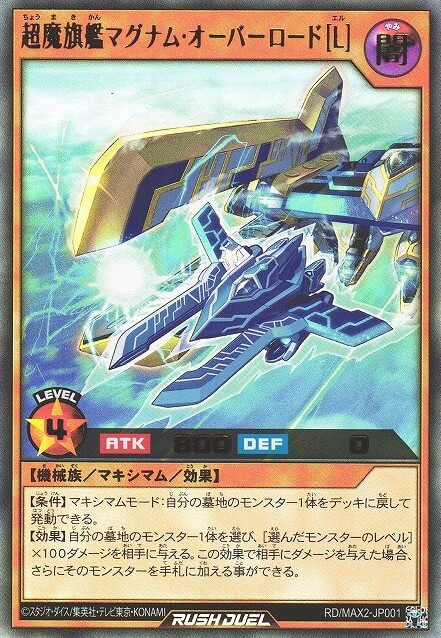 超魔旗艦マグナム・オーバーロード[L]
闇
LEVEL
4
ATK 800 DEF 0
【機械族／マキシマム／効果】
【条件】マキシマムモード:自分の墓地のモンスター1体をデッキに戻して
発動できる。
【効果】自分の墓地のモンスター1体を選び、[選んだモンスターのレベル]
×100ダメージを相手に与える。この効果で相手にダメージを与えた場合、
さらにそのモンスターを手札に加える事ができる。
©スタジオ・ダイス/集英社・テレビ東京・KONAMI
RUSH DUEL
RD/MAX2-JP001